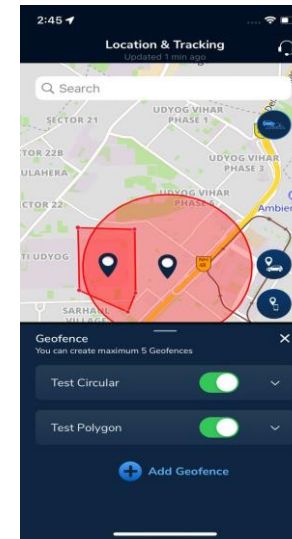 2:45
Location & Tracking
Updated 1 min ago
Search
UDYOG VIHAR
PHASE 1
SECTOR 21
TOR 22B
UDYOG VIHAR
PHASE 3
ULAHERA
UDYOG VIHAR
CTOR 22
Ambien
TI UDYOG
SARHAUL
VILLAGE
Geofence
You can create maximum 5 Geofences
Test Circular
Test Polygon
Add Geofence